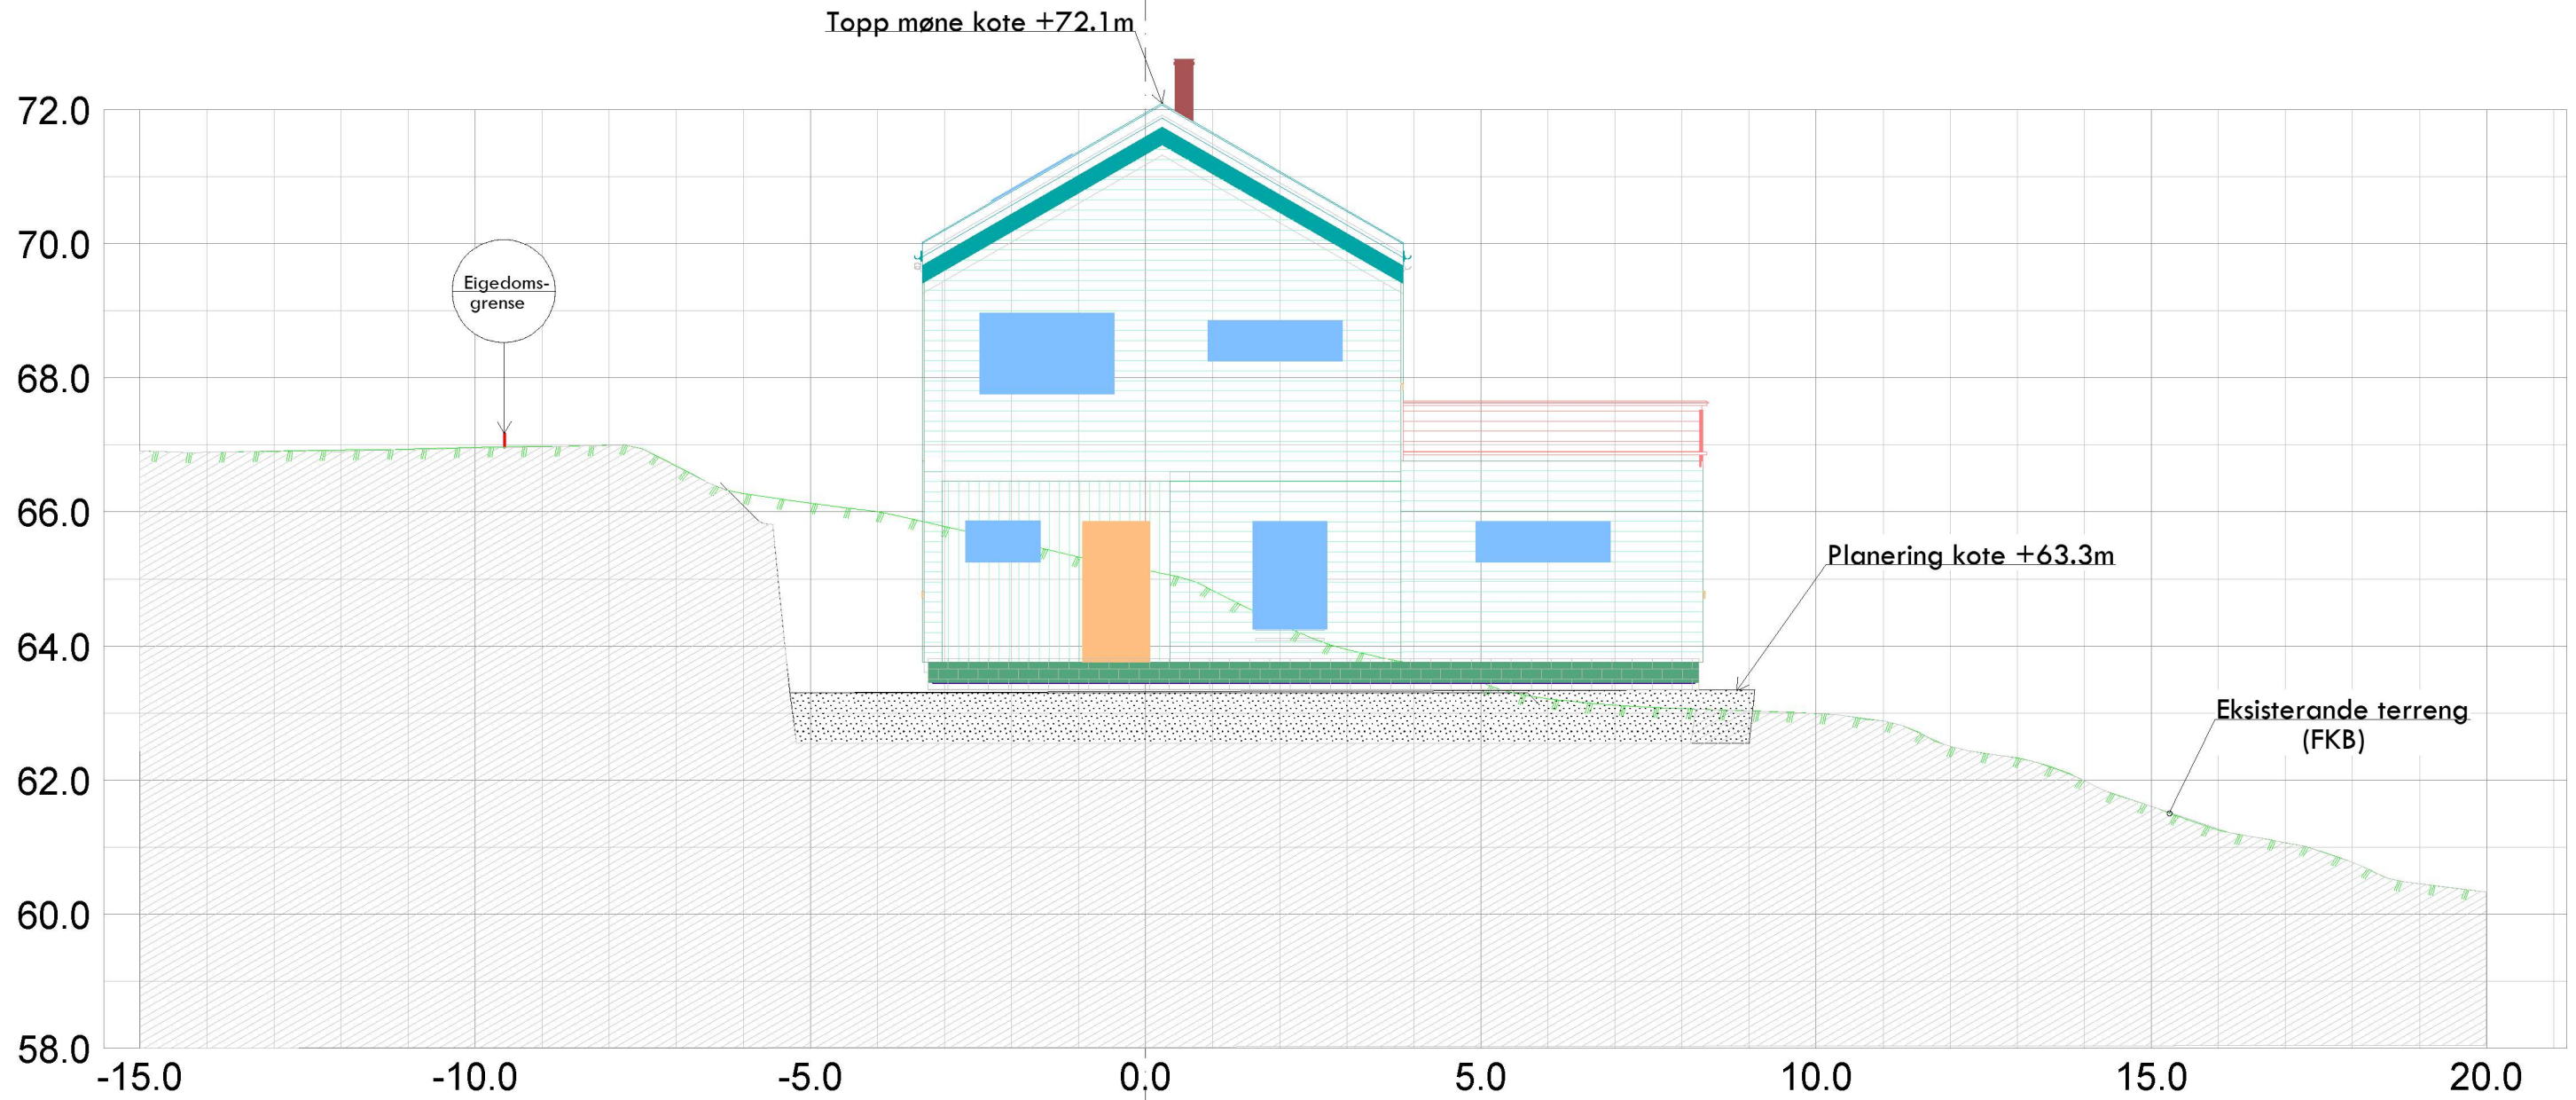 Topp møne kote +72.1m
72.0
70.0
Eigedoms-
grense
68.0
66.0
Planering kote +63.3m
64.0
Eksisterande terreng
(FKB)
62.0
60.0
58.0
-15.0 -10.0 -5.0 0.0 5.0 10.0 15.0 20.0